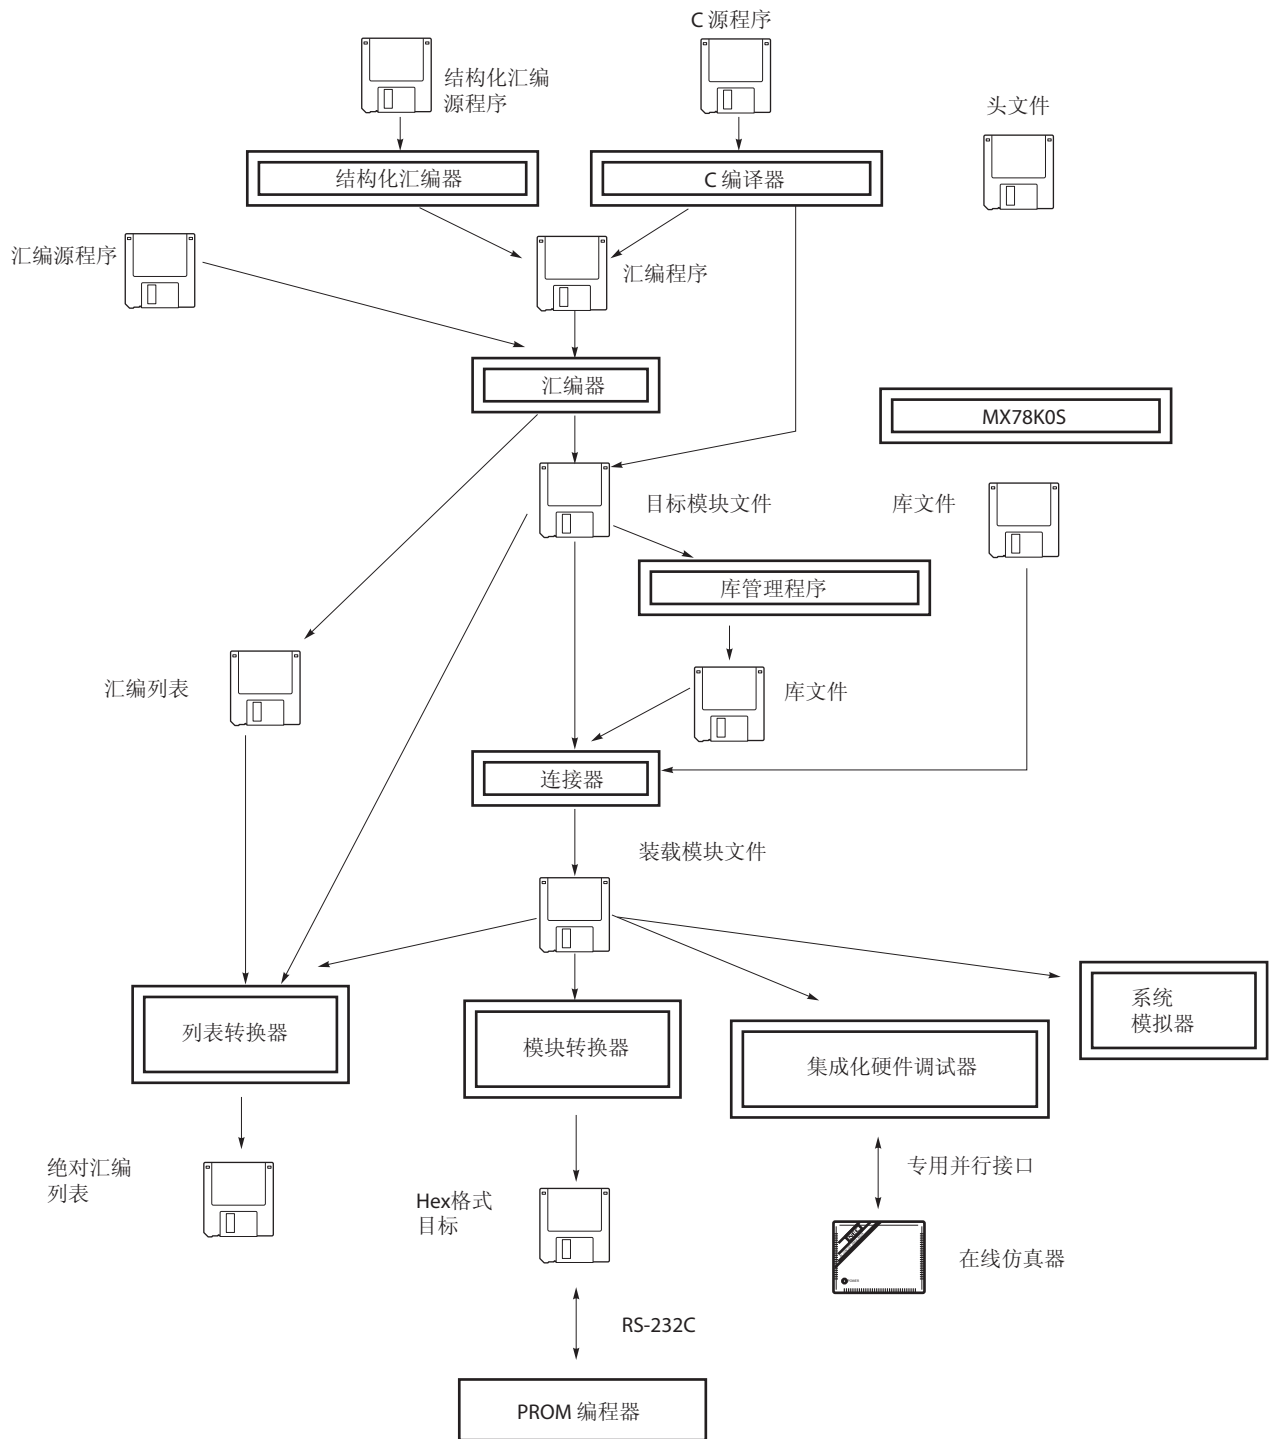 C 源程序
结构化汇编
源程序
头文件
结构化汇编器
C 编译器
汇编源程序
汇编程序
汇编器
MX78K0S
目标模块文件
库文件
库管理程序
汇编列表
库文件
连接器
装载模块文件
系统
模拟器
列表转换器
模块转换器
集成化硬件调试器
绝对汇编
列表
专用并行接口
Hex格式
目标
在线仿真器
RS-232C
PROM 编程器